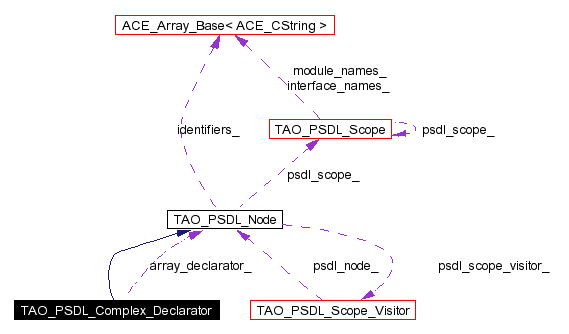 ACE_Array_Base< ACE_CString >
module_names_
interface_names_
identifiers_
TAO_PSDL_Scope
psdl_scope_
psdl_scope_
TAO_PSDL_Node
array_declarator_
psdl_node_
psdl_scope_visitor_
TAO_PSDL_Complex_Declarator
TAO_PSDL_Scope_Visitor